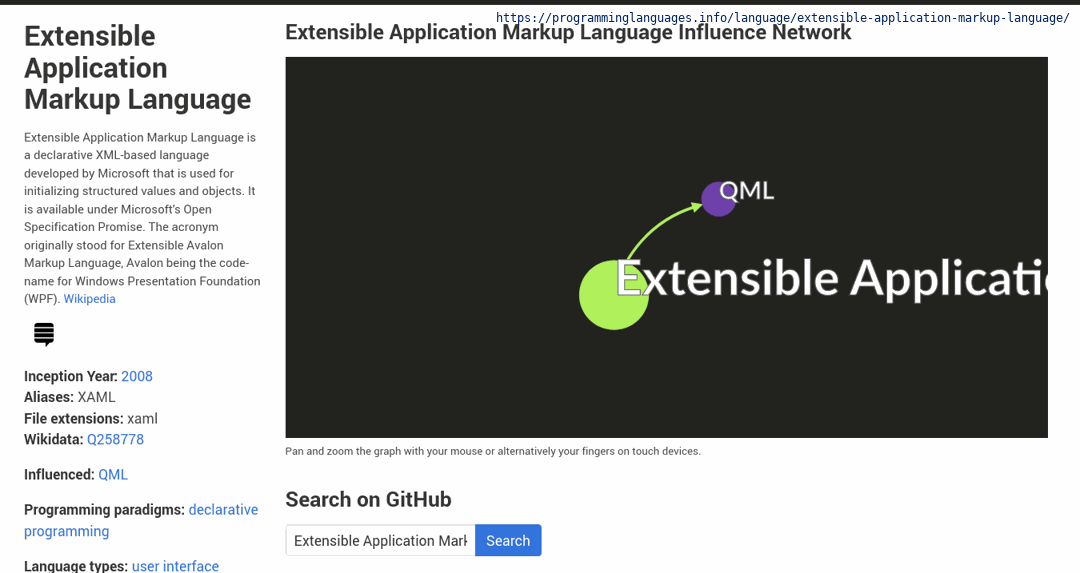 https://programminglanguages.info/language/extensible-application-markup-language/
Extensible
Application
Markup Language
Extensible Application Markup Language is
a declarative XML-based language
developed by Microsoft that is used for
initializing structured values and objects. It
is available under Microsoft's Open
Specification Promise. The acronym
originally stood for Extensible Avalon
Markup Language, Avalon being the code-
name for Windows Presentation Foundation
(WPF). Wikipedia
Inception Year: 2008
Aliases: XAML
File extensions: xaml
Wikidata: Q258778
Influenced: QML
Programming paradigms: declarative
programming
Language types: user interface
Extensible Application Markup Language Influence Network
QML
Extensible Applicati
Pan and zoom the graph with your mouse or alternatively your fingers on touch devices.
Search on GitHub
Extensible Application Mark
Search